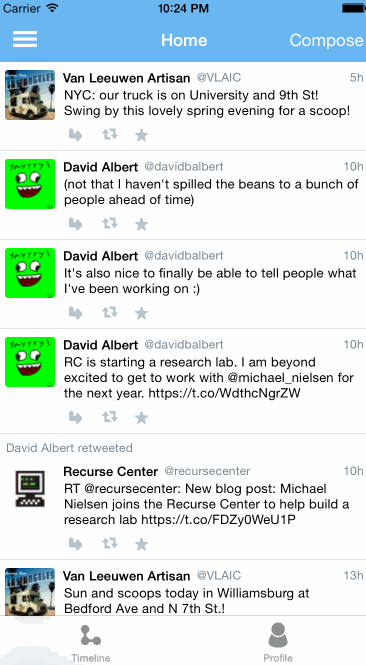 Carrier 10:24 PM
Home Compose
Van Leeuwen Artisan @VLAIC 5h
NYC: our truck is on University and 9th St!
Swing by this lovely spring evening for a scoop!
David Albert @davidbalbert 10h
(not that I haven't spilled the beans to a bunch of
people ahead of time)
David Albert @davidbalbert 10h
It's also nice to finally be able to tell people what
I've been working on :)
David Albert @davidbalbert 10h
RC is starting a research lab. I am beyond
excited to get to work with @michael_nielsen for
the next year. https://t.co/WdthcNgrZW
David Albert retweeted
Recurse Center @recursecenter 10h
RT @recursecenter: New blog post: Michael
Nielsen joins the Recurse Center to help build a
research lab https://t.co/FDZy0WeU1P
Van Leeuwen Artisan @VLAIC 13h
Sun and scoops today in Williamsburg at
Bedford Ave and N 7th St.!
Timeline Profile